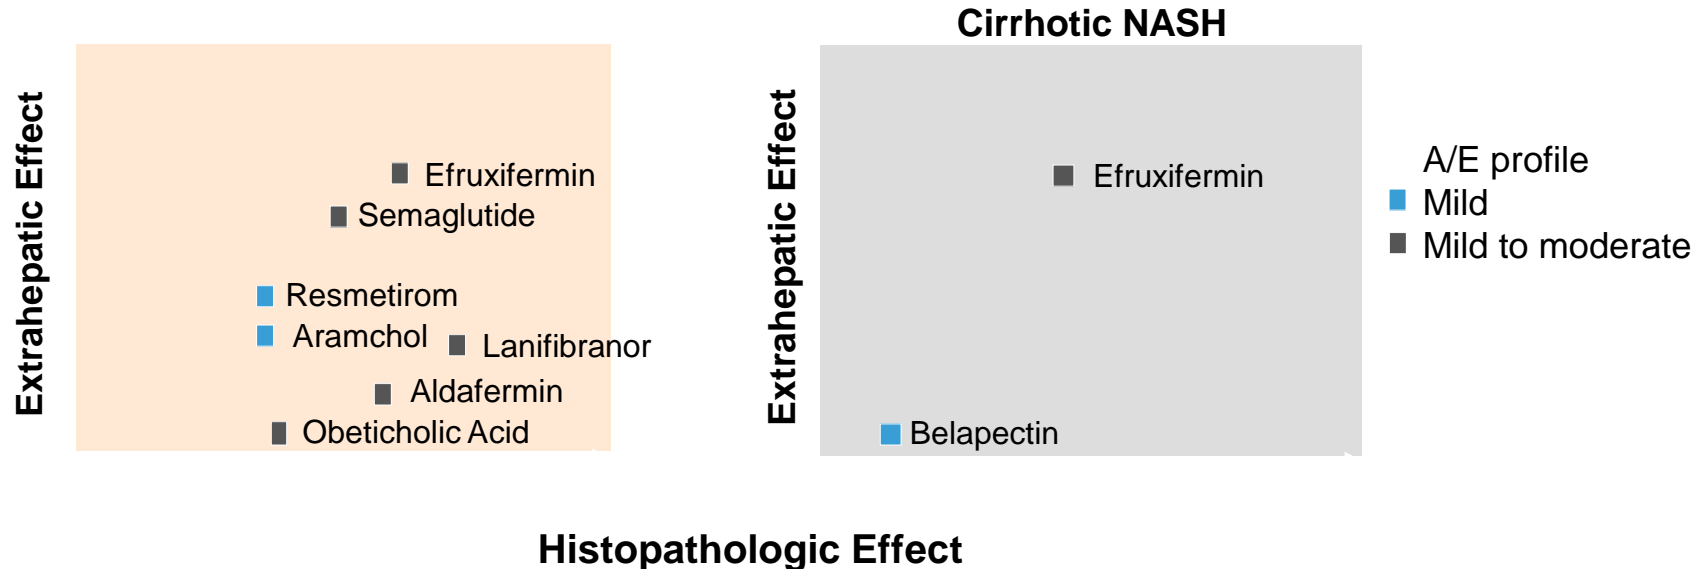 Cirrhotic NASH
Extrahepatic Effect
Efruxifermin
Semaglutide
Resmetirom
Aramchol
Lanifibranor
Aldafermin
Obeticholic Acid
Extrahepatic Effect
Efruxifermin
Belapectin
A/E profile
Mild
Mild to moderate
Histopathologic Effect